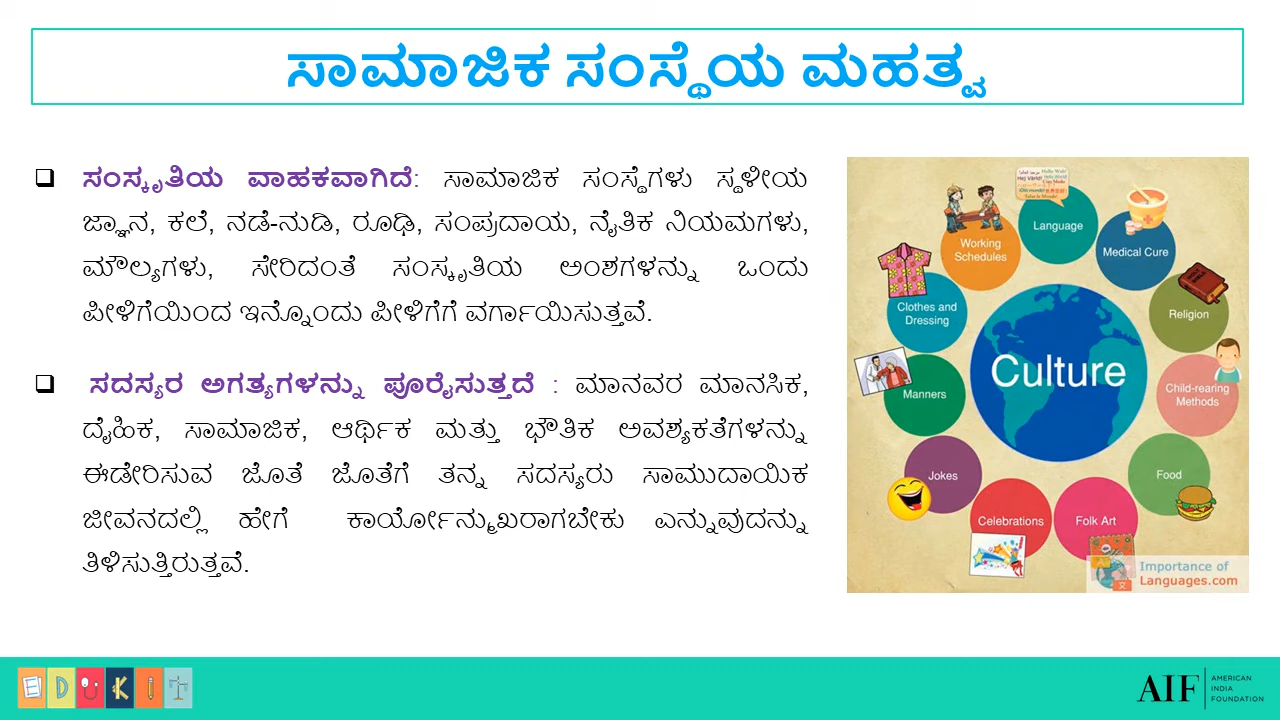 ಸಾಮಾಜಿಕ ಸಂಸ್ಥೆಯ ಮಹತ್ವ
ಸಂಸ್ಕೃತಿಯ ವಾಹಕವಾಗಿದೆ: ಸಾಮಾಜಿಕ ಸಂಸ್ಥೆಗಳು ಸ್ಥಳೀಯ
ಜ್ಞಾನ, ಕಲೆ, ನಡೆ-ನುಡಿ, ರೂಢಿ, ಸಂಪ್ರದಾಯ, ನೈತಿಕ ನಿಯಮಗಳು,
ಮೌಲ್ಯಗಳು, ಸೇರಿದಂತೆ ಸಂಸ್ಕೃತಿಯ ಅಂಶಗಳನ್ನು ಒಂದು
ಪೀಳಿಗೆಯಿಂದ ಇನ್ನೊಂದು ಪೀಳಿಗೆಗೆ ವರ್ಗಾಯಿಸುತ್ತವೆ.
ಸದಸ್ಯರ ಅಗತ್ಯಗಳನ್ನು ಪೂರೈಸುತ್ತದೆ : ಮಾನವರ ಮಾನಸಿಕ,
ದೈಹಿಕ, ಸಾಮಾಜಿಕ, ಆರ್ಥಿಕ ಮತ್ತು ಭೌತಿಕ ಅವಶ್ಯಕತೆಗಳನ್ನು
ಈಡೇರಿಸುವ ಜೊತೆ ಜೊತೆಗೆ ತನ್ನ ಸದಸ್ಯರು ಸಾಮುದಾಯಿಕ
ಜೀವನದಲ್ಲಿ ಹೇಗೆ ಕಾರ್ಯೋನ್ಮುಖರಾಗಬೇಕು ಎನ್ನುವುದನ್ನು
ತಿಳಿಸುತ್ತಿರುತ್ತವೆ.
Language
Working
Schedules
Medical Cure
Clothes and
Dressing
Religion
Culture
Manners
Child-rearing
Methods
Jokes
Food
Celebrations
Folk Art
Importance of
Languages.com
EDUKIT
AIF
AMERICAN
INDIA
FOUNDATION